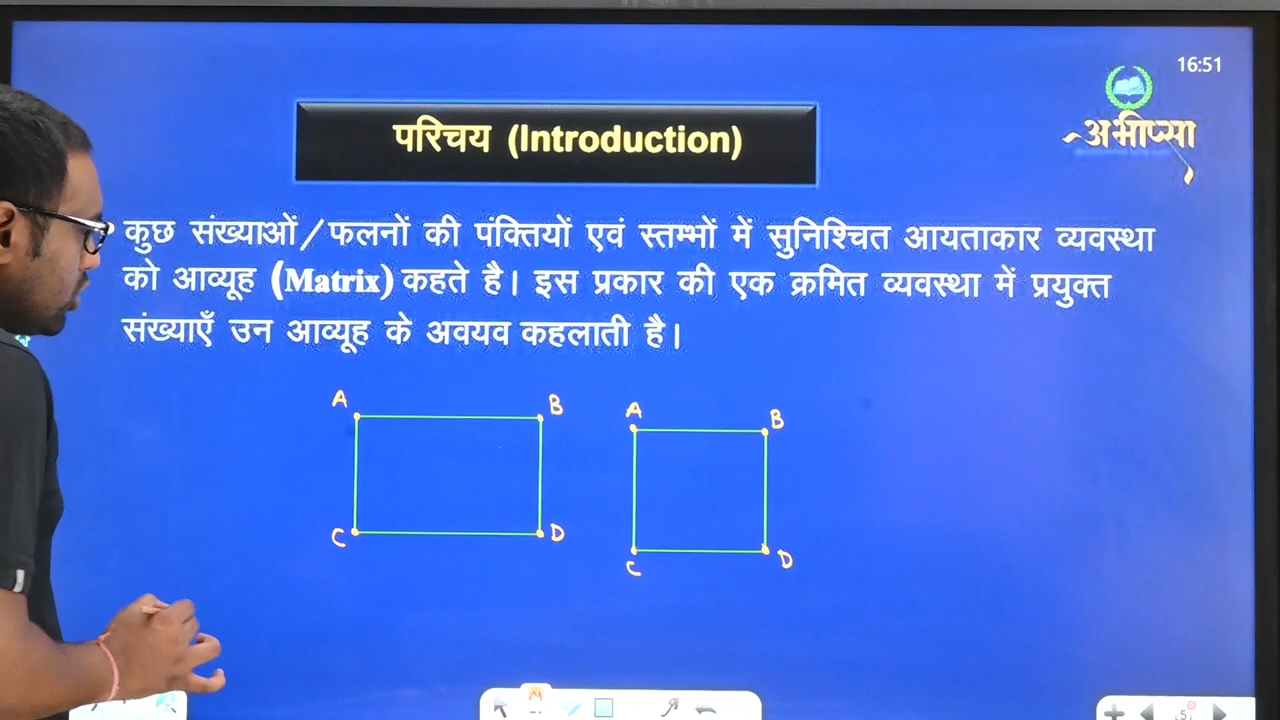 16:51
अभीप्सा
परिचय (Introduction)
कुछ संख्याओं/फलनों की पंक्तियों एवं स्तम्भों में सुनिश्चित आयताकार व्यवस्था
को आव्यूह (Matrix) कहते है। इस प्रकार की एक क्रमित व्यवस्था में प्रयुक्त
संख्याएँ उन आव्यूह के अवयव कहलाती है।
A B A B
C D C D
5